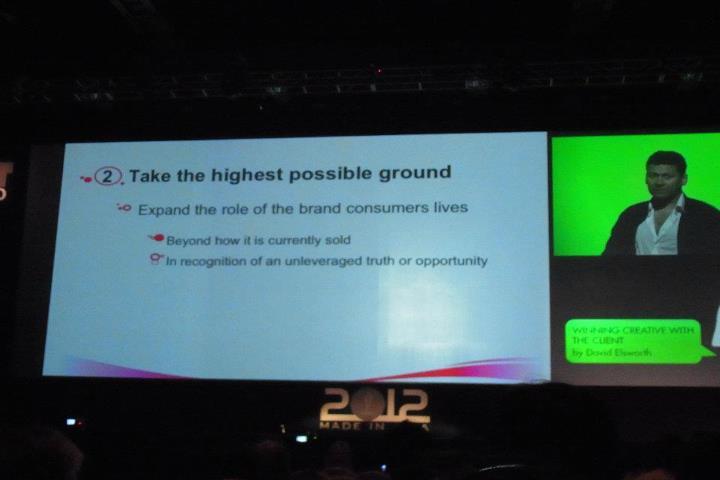 2 Take the highest possible ground
Expand the role of the brand consumers lives
Beyond how it is currently sold
In recognition of an unleveraged truth or opportunity
WINNING CREATIVE WITH
THE CLIENT
by David Elsworth
2012
MADE IN